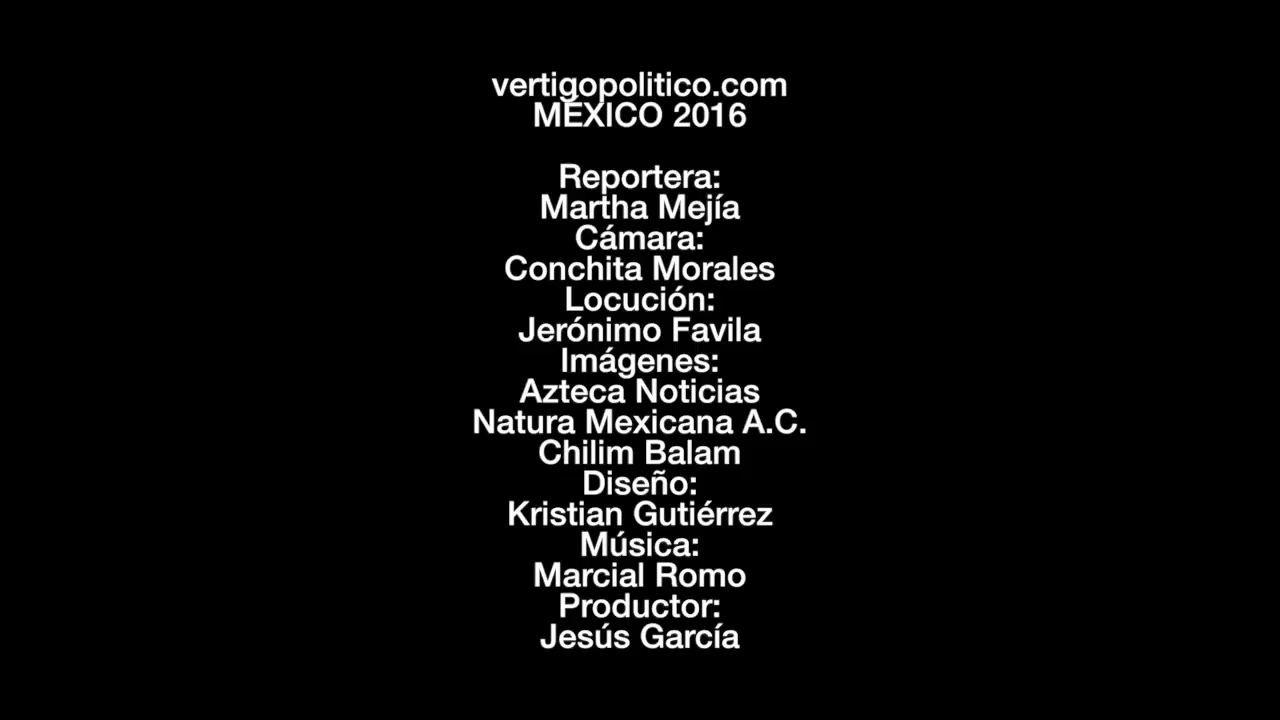 vertigopolitico.com
MÉXICO 2016
Reportera:
Martha Mejía
Cámara:
Conchita Morales
Locución:
Jerónimo Favila
Imágenes:
Azteca Noticias
Natura Mexicana A.C.
Chilim Balam
Diseño:
Kristian Gutiérrez
Música:
Marcial Romo
Productor:
Jesús García